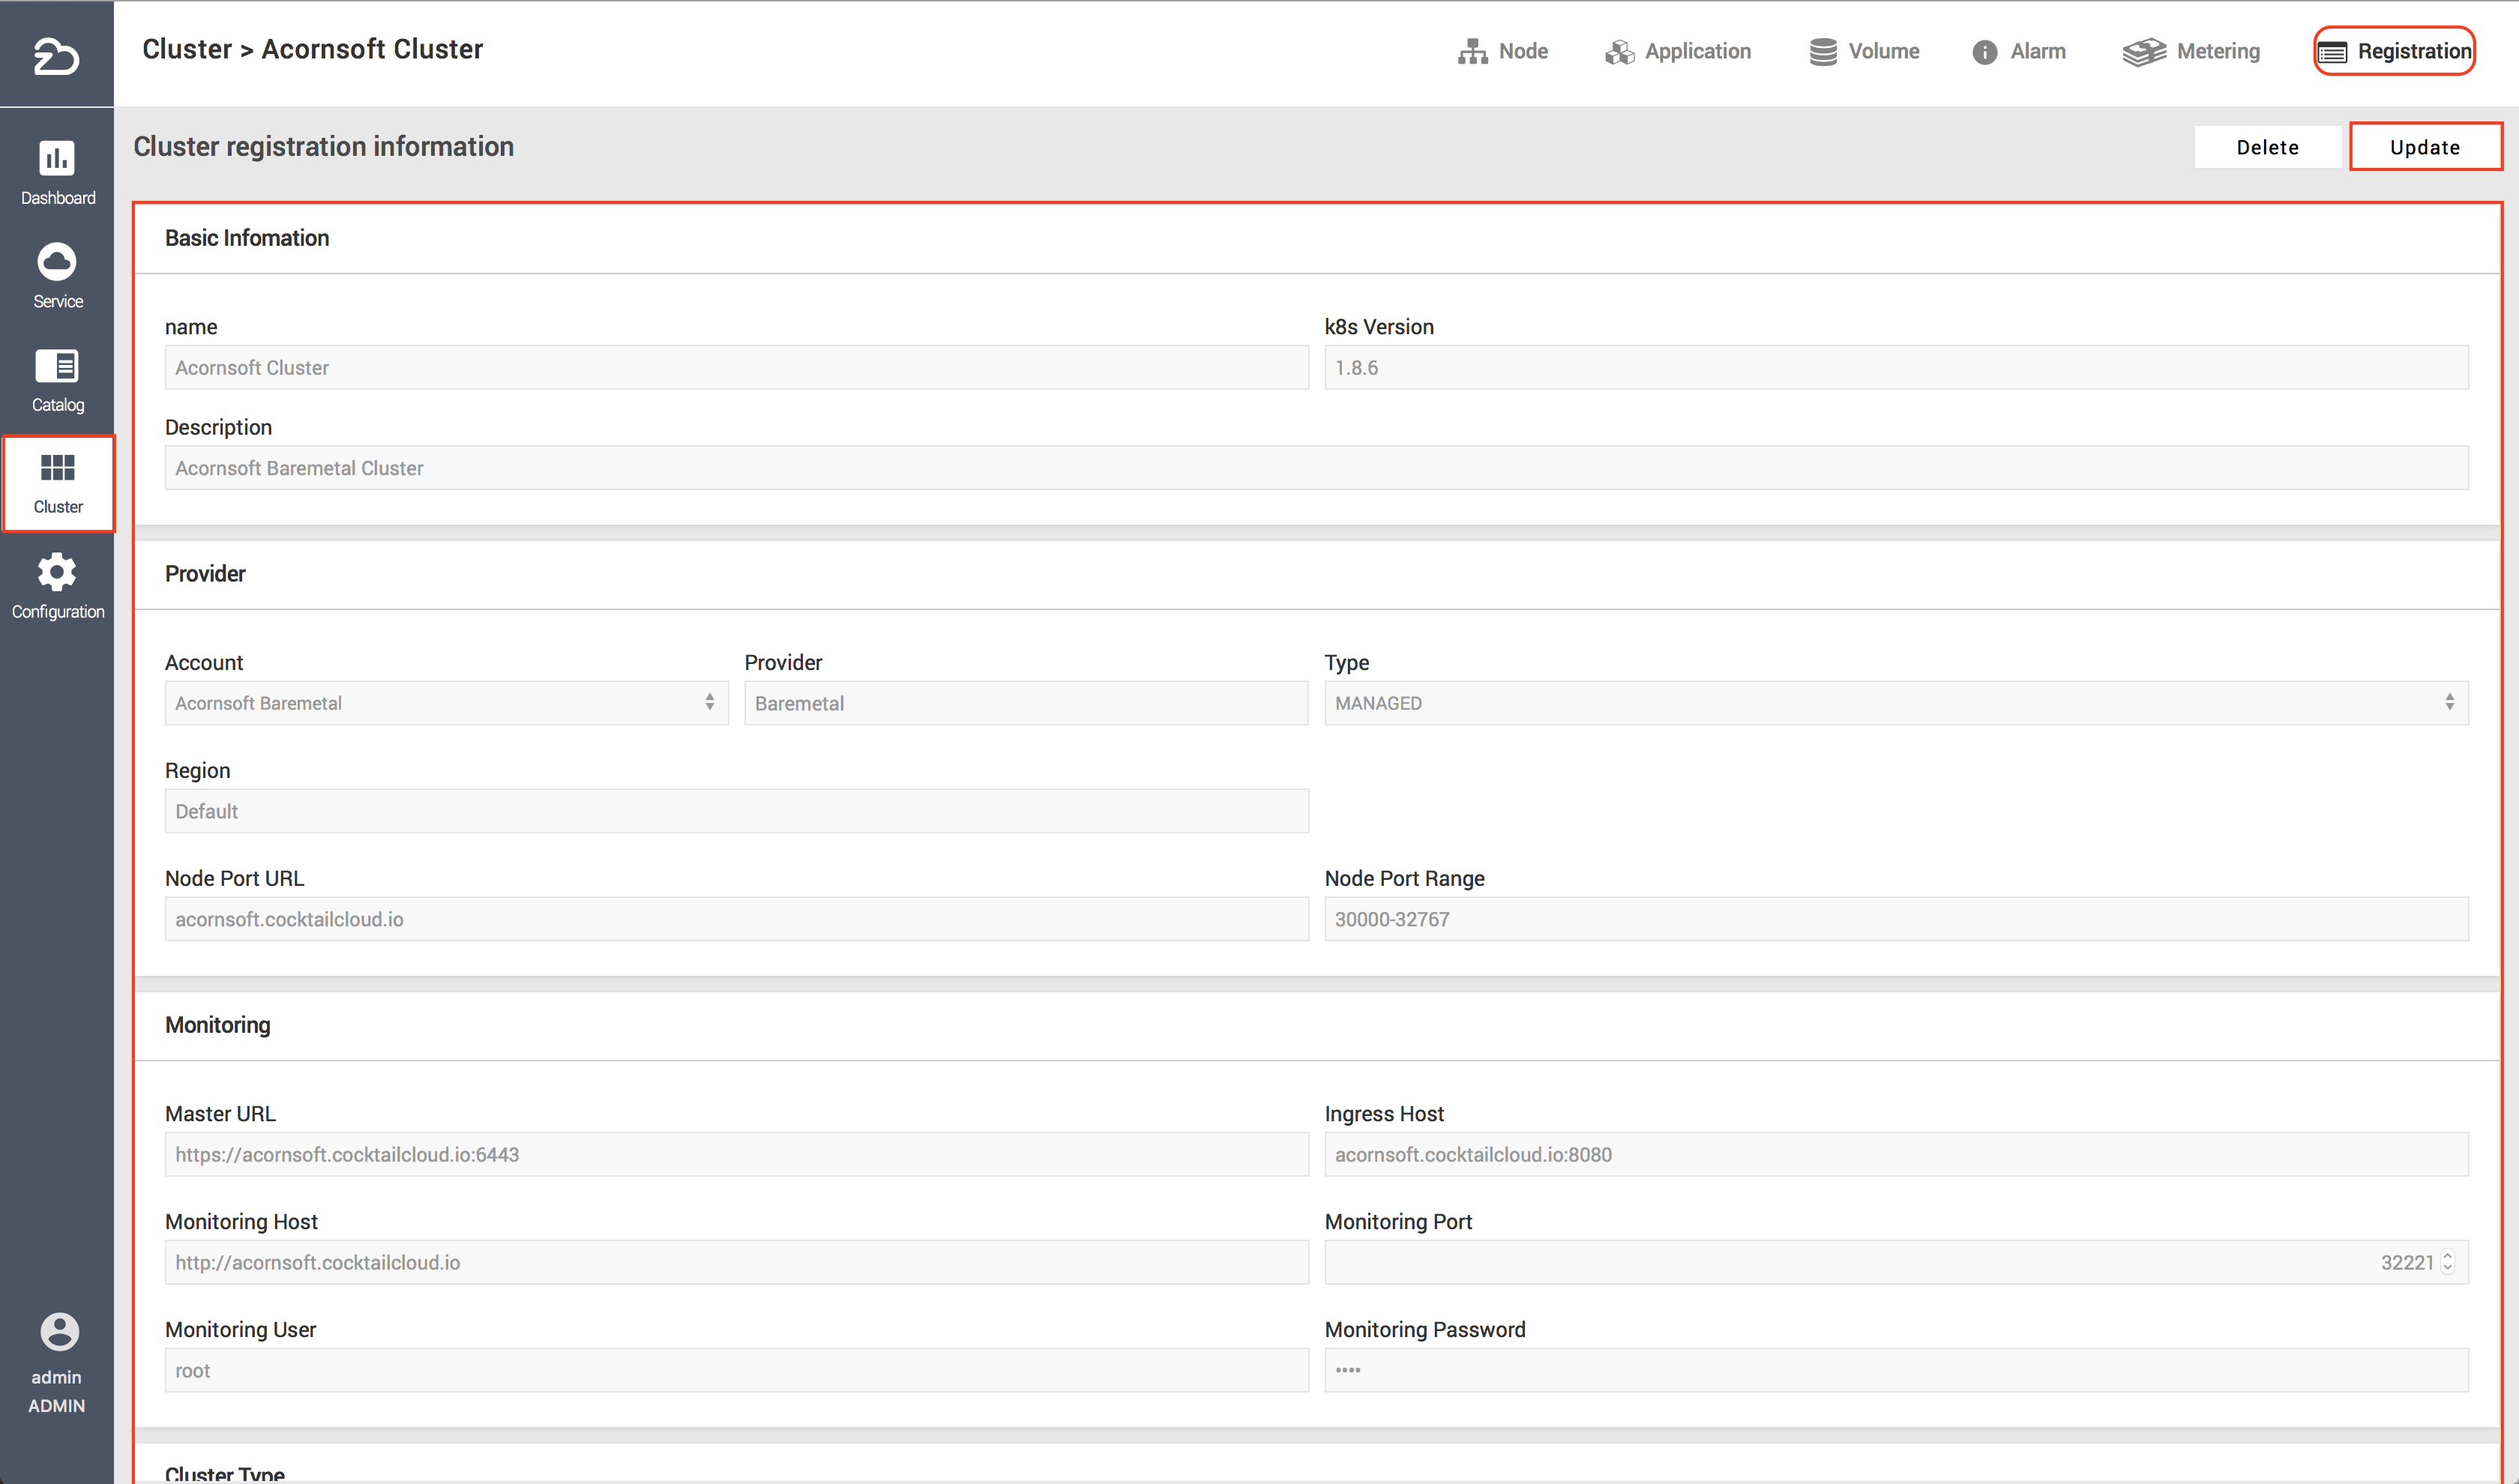 Cluster > Acornsoft Cluster
Node
Application
Volume
Alarm
Metering
Registration
Dashboard
Service
Catalog
Cluster
Configuration
admin
ADMIN
Cluster registration information
Delete
Update
Basic Infomation
name
k8s Version
Acornsoft Cluster
1.8.6
Description
Acornsoft Baremetal Cluster
Provider
Account
Provider
Type
Acornsoft Baremetal
Baremetal
MANAGED
Region
Default
Node Port URL
Node Port Range
acornsoft.cocktailcloud.io
30000-32767
Monitoring
Master URL
Ingress Host
https://acornsoft.cocktailcloud.io:6443
acornsoft.cocktailcloud.io:8080
Monitoring Host
Monitoring Port
http://acornsoft.cocktailcloud.io
32221
Monitoring User
Monitoring Password
root
••••
Cluster Type